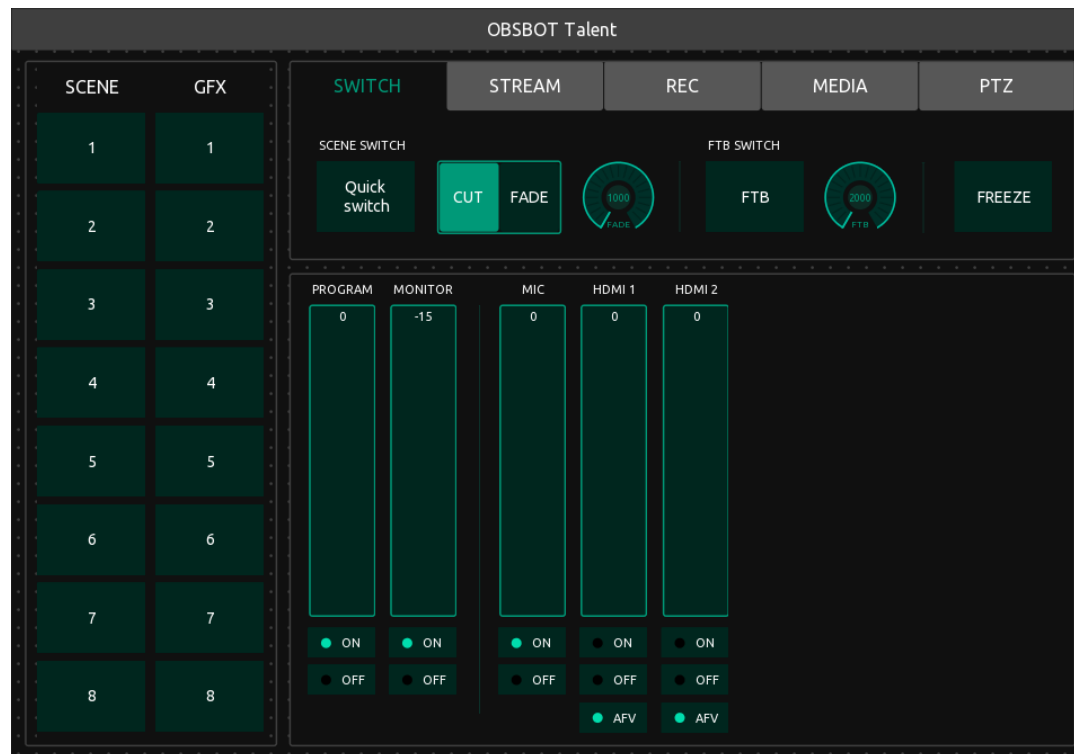 OBSBOT Talent
SCENE GFX
1 1
2 2
3 3
4 4
5 5
6 6
7 7
8 8
SWITCH STREAM REC MEDIA PTZ
SCENE SWITCH FTB SWITCH
Quick
switch
CUT FADE
1000
FADE
FTB
2000
FTB
FREEZE
PROGRAM MONITOR MIC HDMI 1 HDMI 2
0 -15 0 0 0
ON ON ON ON ON
OFF OFF OFF OFF OFF
AFV AFV